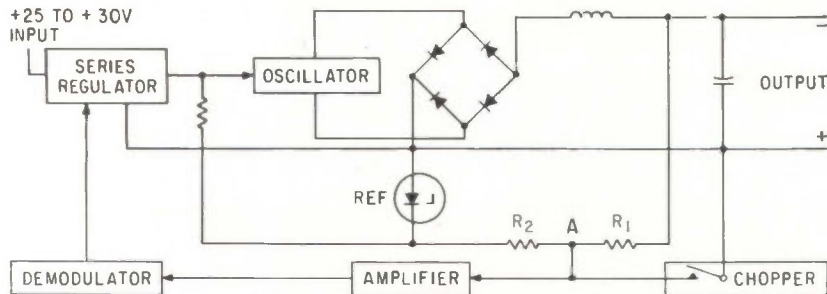 +25 TO + 30V
INPUT
SERIES
REGULATOR
OSCILLATOR
OUTPUT
–
+
REF
R2
A
R1
DEMODULATOR
AMPLIFIER
CHOPPER